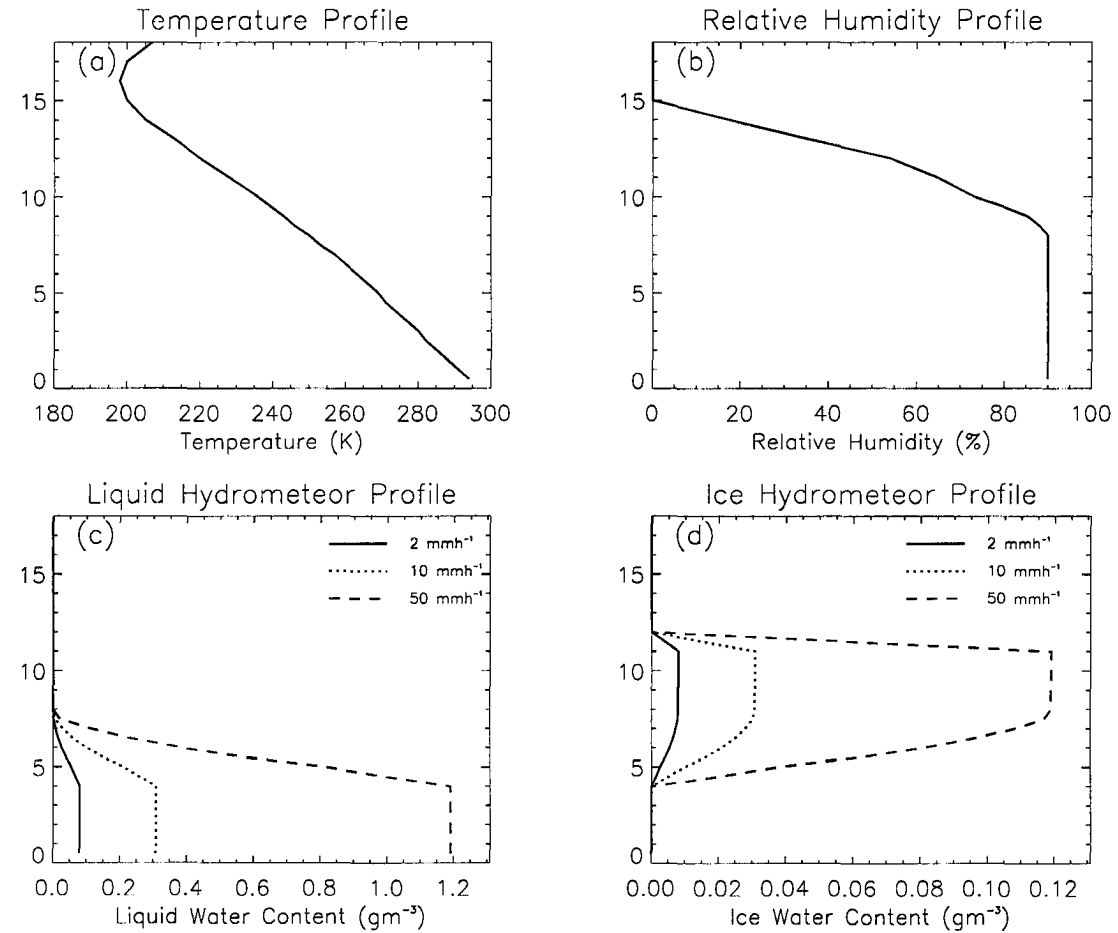 Temperature Profile
(a)
15
10
5
0
180 200 220 240 260 280 300
Temperature (K)
Relative Humidity Profile
(b)
15
10
5
0
0 20 40 60 80 100
Relative Humidity (%)
Liquid Hydrometeor Profile
(c)
2 mmh⁻¹
10 mmh⁻¹
50 mmh⁻¹
15
10
5
0
0.0 0.2 0.4 0.6 0.8 1.0 1.2
Liquid Water Content (gm⁻³)
Ice Hydrometeor Profile
(d)
2 mmh⁻¹
10 mmh⁻¹
50 mmh⁻¹
15
10
5
0
0.00 0.02 0.04 0.06 0.08 0.10 0.12
Ice Water Content (gm⁻³)